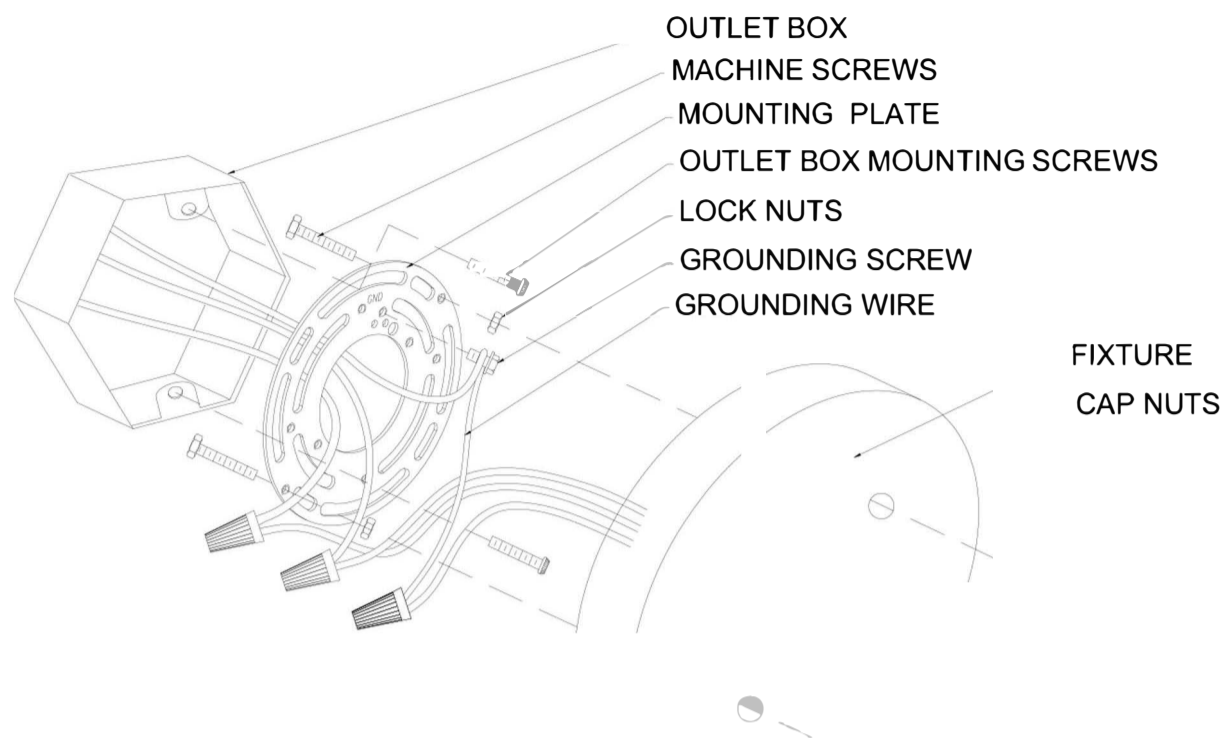 OUTLET BOX
MACHINE SCREWS
MOUNTING PLATE
OUTLET BOX MOUNTING SCREWS
LOCK NUTS
GROUNDING SCREW
GROUNDING WIRE
GND
FIXTURE
CAP NUTS